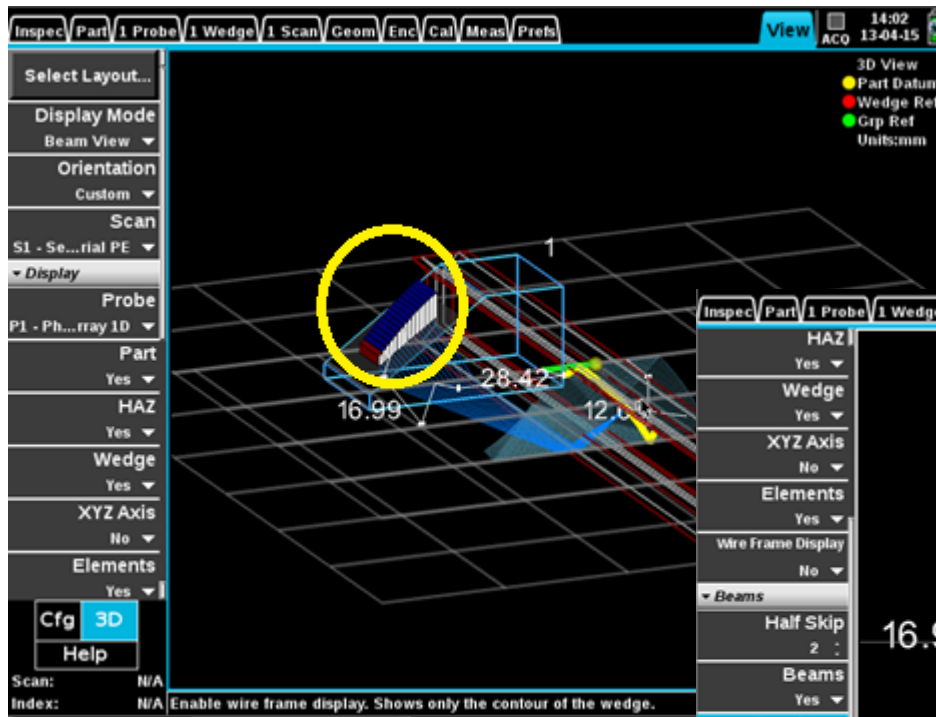 Inspec Part 1 Probe 1 Wedge 1 Scan Geom Enc Cal Meas Prefs View ACQ 14:02
13-04-15
Select Layout...
Display Mode
Beam View
Orientation
Custom
Scan
S1 - Se...rial PE
Display
Probe
P1 - Ph...rray 1D
Part
Yes
HAZ
Yes
Wedge
Yes
XYZ Axis
No
Elements
Yes
Cfg 3D
Help
Scan: N/A
Index: N/A
3D View
Part Datum
Wedge Ref
Grp Ref
Units:mm
1
28.42
16.99
Inspec Part 1 Probe 1 Wedge
HAZ
Yes
Wedge
Yes
XYZ Axis
No
Elements
Yes
Wire Frame Display
No
Beams
Half Skip
2
Beams
Yes
16.9
Enable wire frame display. Shows only the contour of the wedge.